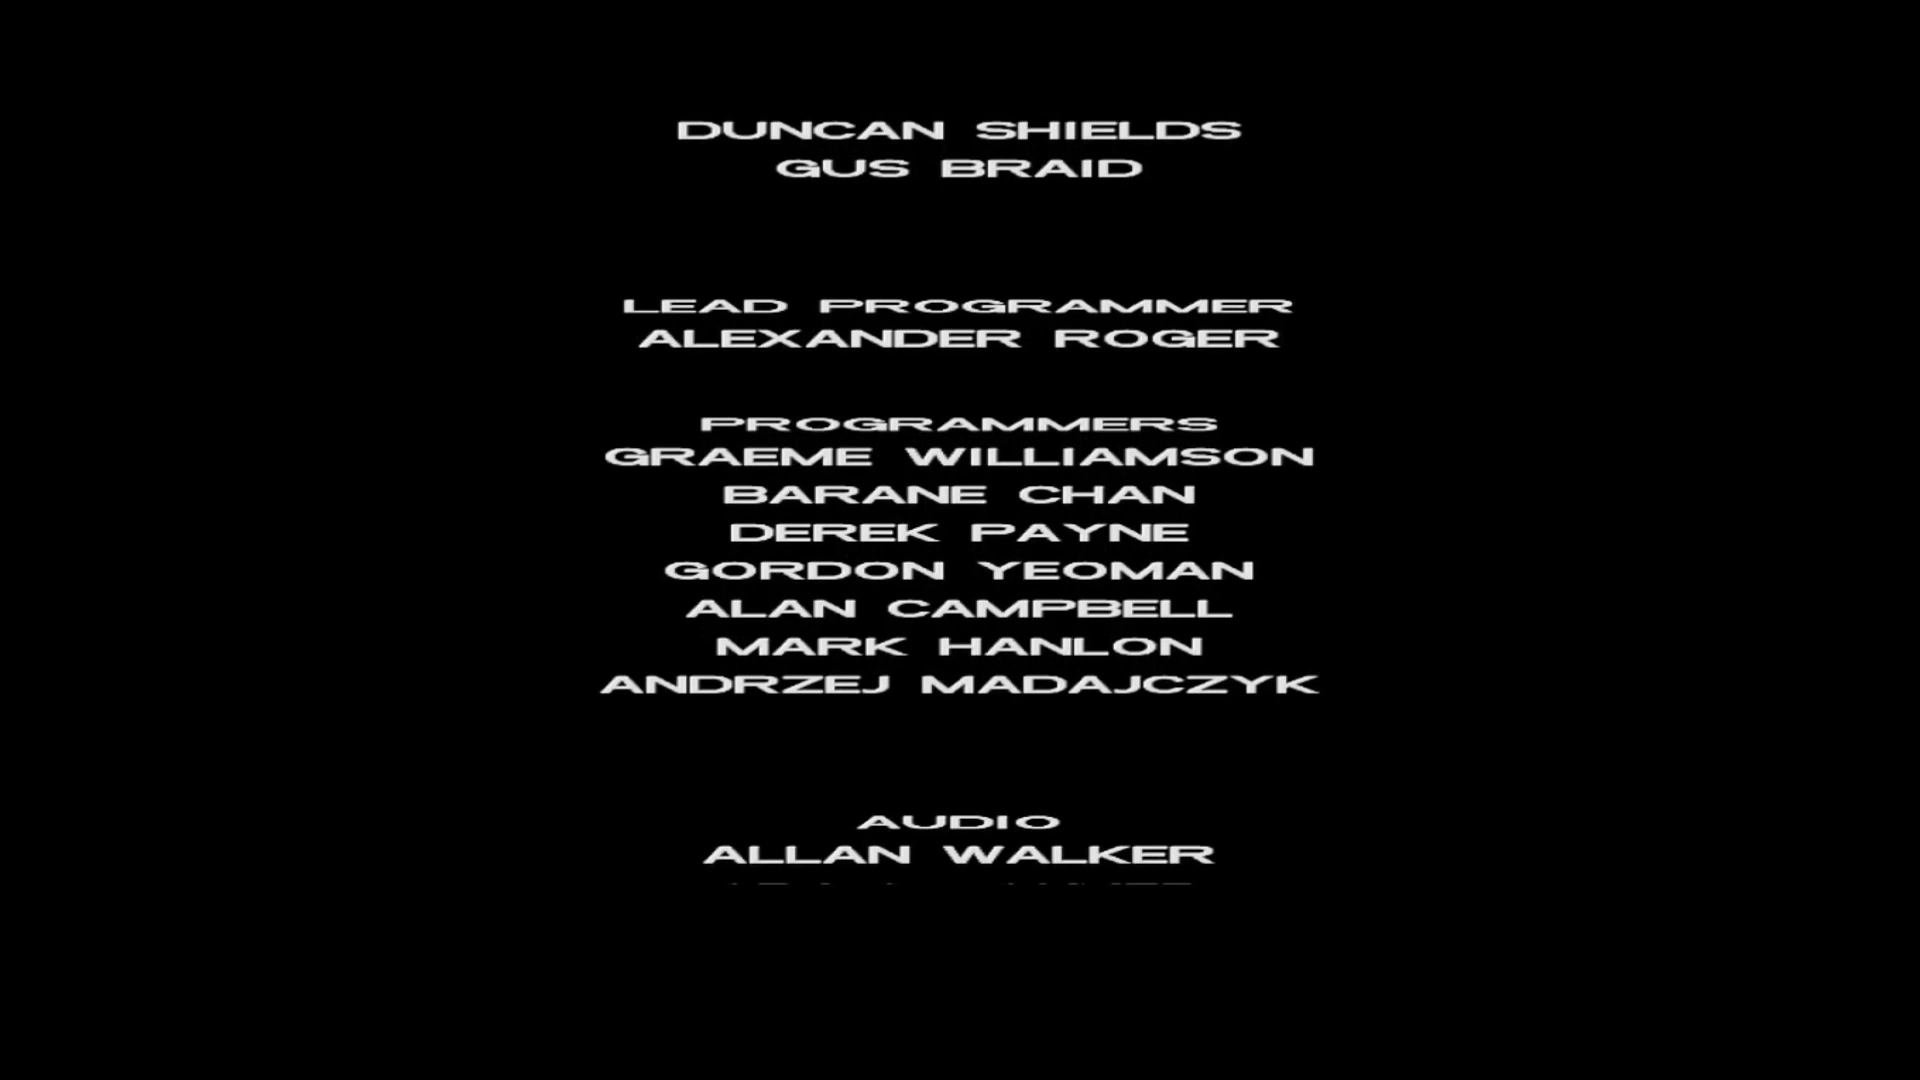 DUNCAN SHIELDS
GUS BRAID
LEAD PROGRAMMER
ALEXANDER ROGER
PROGRAMMERS
GRAEME WILLIAMSON
BARANE CHAN
DEREK PAYNE
GORDON YEOMAN
ALAN CAMPBELL
MARK HANLON
ANDRZEJ MADAJCZYK
AUDIO
ALLAN WALKER